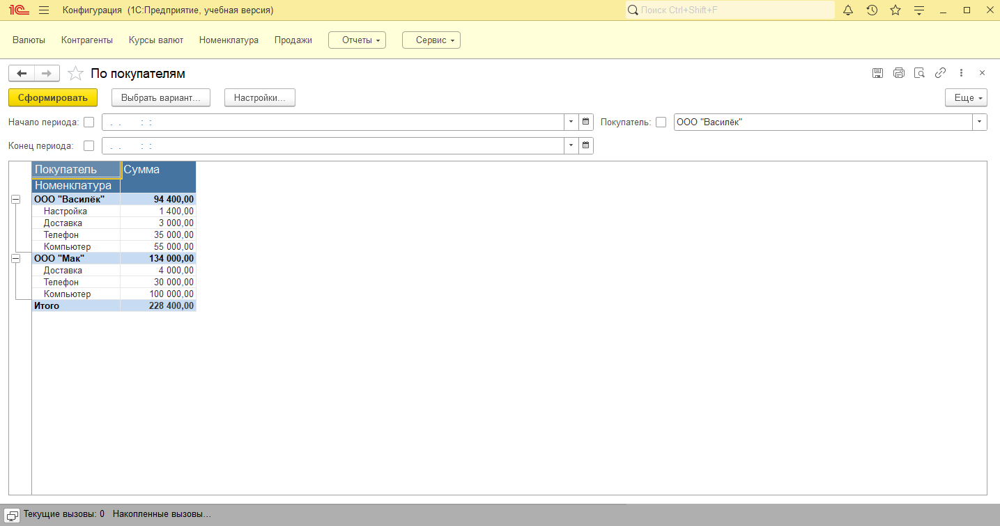 1С Конфигурация (1С:Предприятие, учебная версия) Поиск Ctrl+Shift+F
Валюты Контрагенты Курсы валют Номенклатура Продажи Отчеты Сервис
По покупателям
Сформировать Выбрать вариант... Настройки... Еще
Начало периода: . . : : Покупатель: ООО "Василёк"
Конец периода: . . : :
Покупатель Сумма
Номенклатура
ООО "Василёк" 94 400,00
Настройка 1 400,00
Доставка 3 000,00
Телефон 35 000,00
Компьютер 55 000,00
ООО "Мак" 134 000,00
Доставка 4 000,00
Телефон 30 000,00
Компьютер 100 000,00
Итого 228 400,00
Текущие вызовы: 0 Накопленные вызовы...